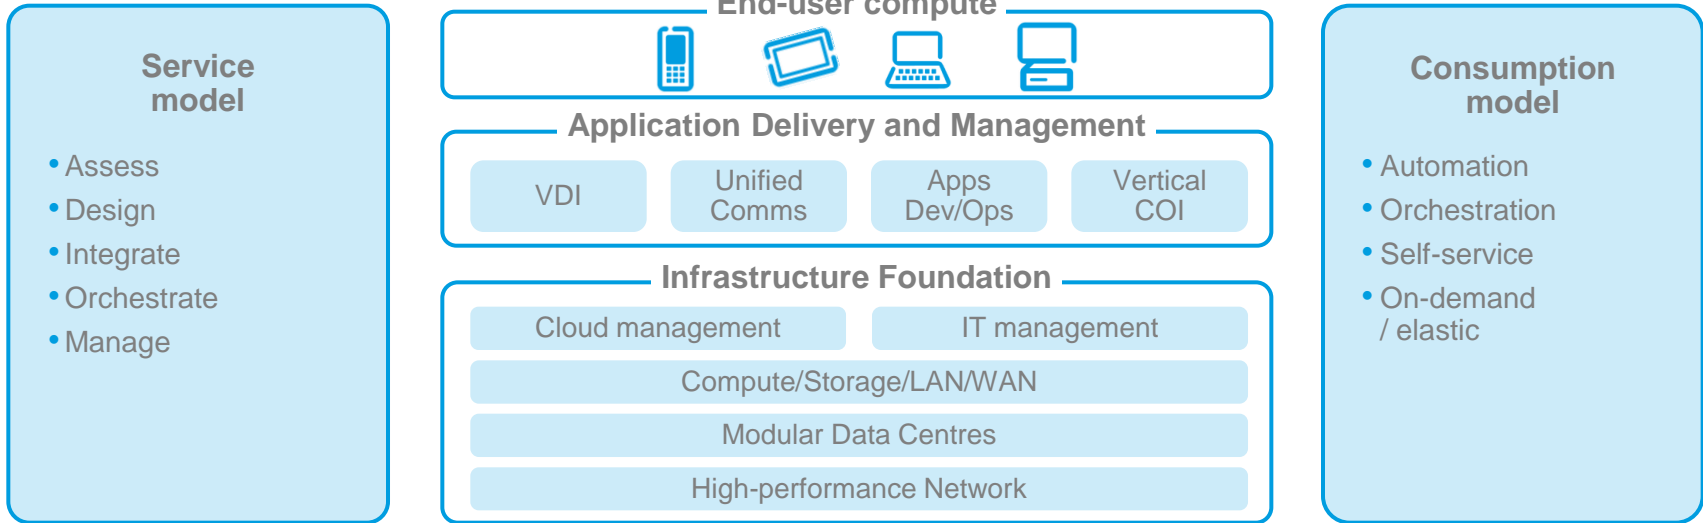 Service
model
• Assess
• Design
• Integrate
• Orchestrate
• Manage
End-user compute
Application Delivery and Management
VDI
Unified
Comms
Apps
Dev/Ops
Vertical
COI
Infrastructure Foundation
Cloud management
IT management
Compute/Storage/LAN/WAN
Modular Data Centres
High-performance Network
Consumption
model
• Automation
• Orchestration
• Self-service
• On-demand
/ elastic